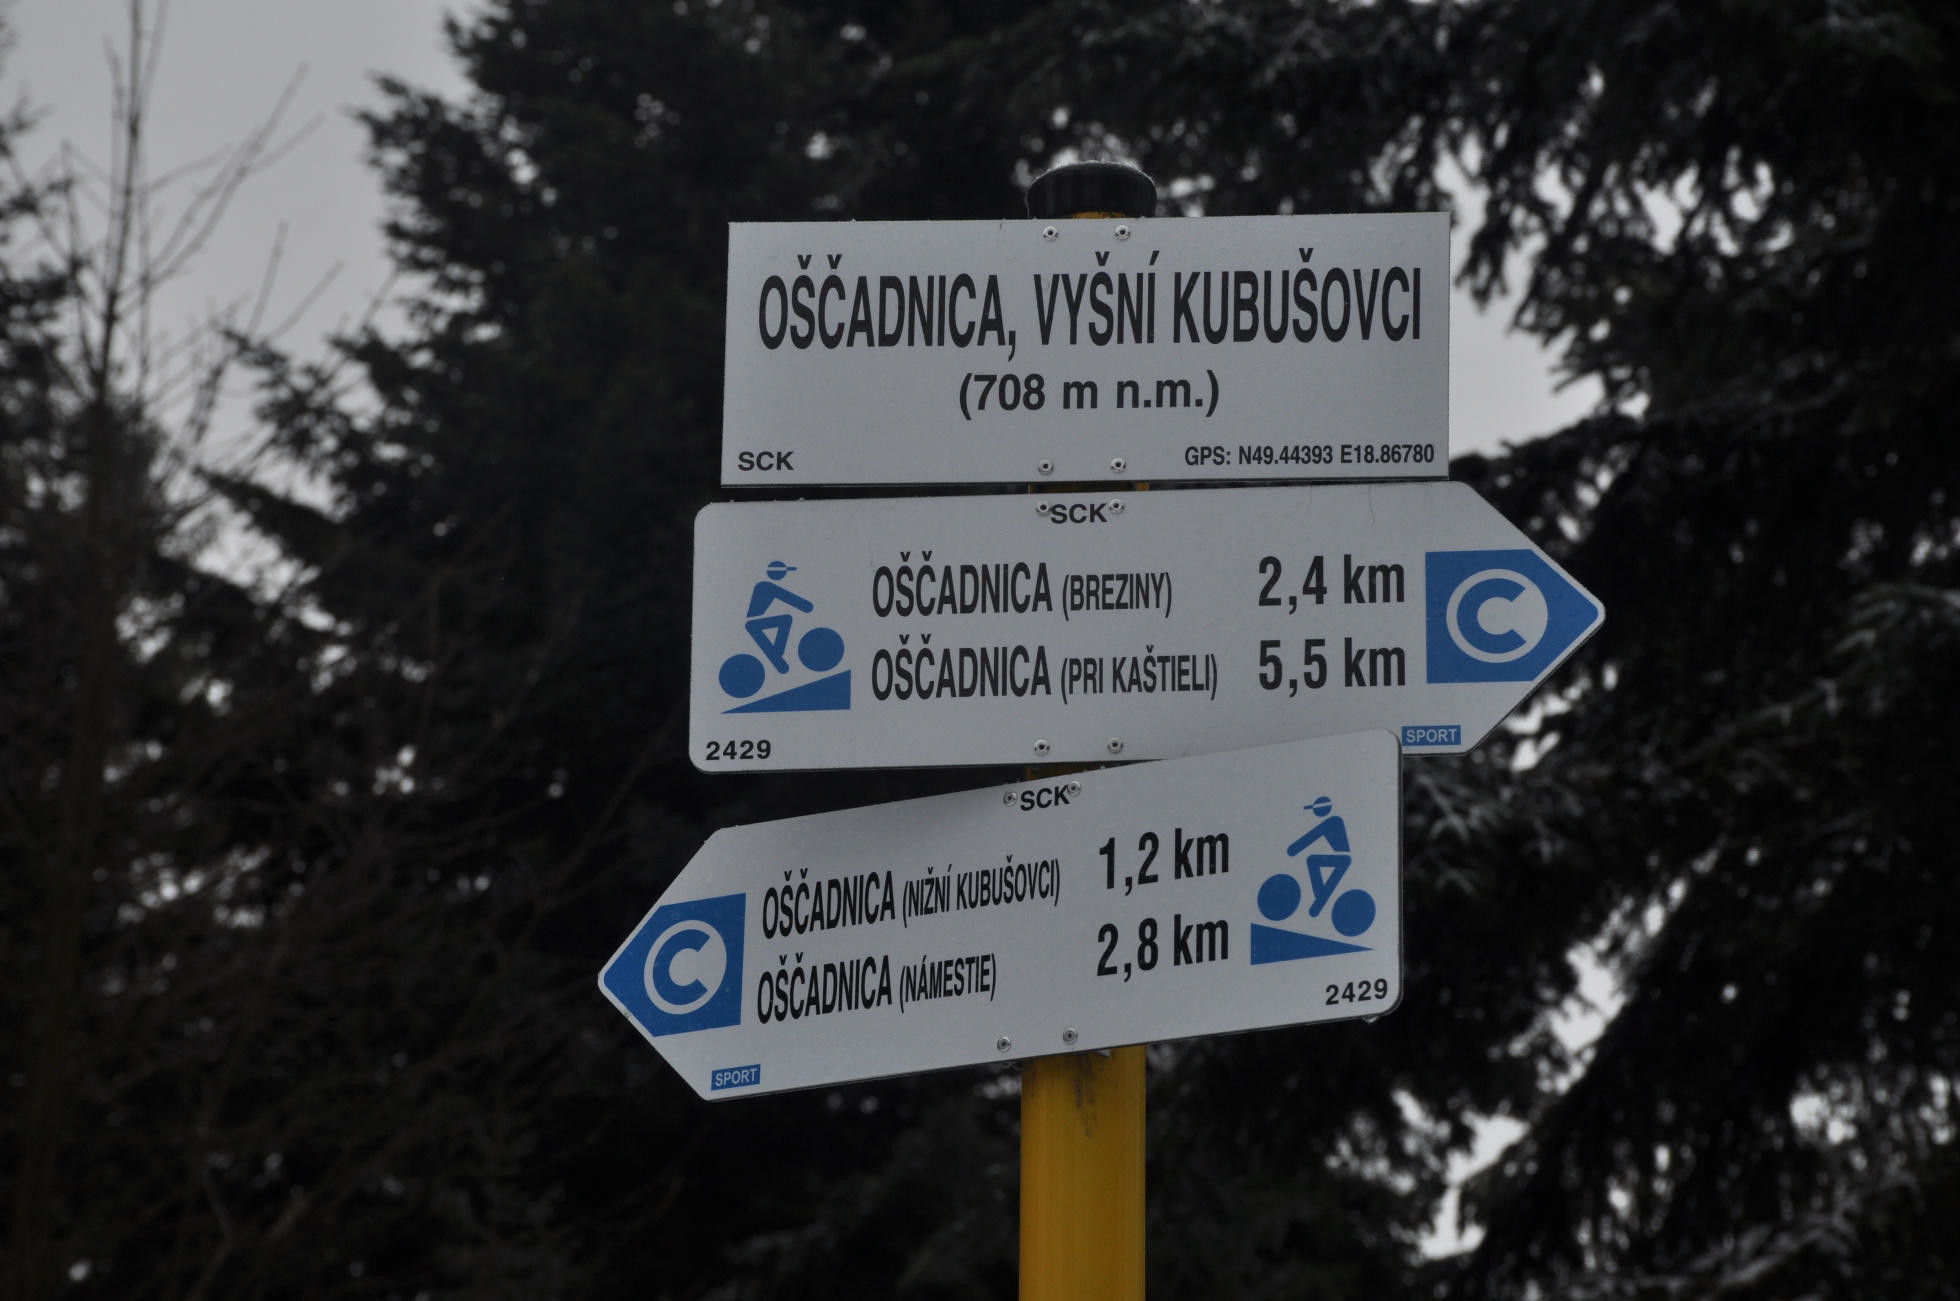 OŠČADNICA, VYŠNÍ KUBUŠOVCI
(708 m n.m.)
SCK GPS: N49.44393 E18.86780
SCK
OŠČADNICA (BREZINY) 2,4 km
C
OŠČADNICA (PRI KAŠTIELI) 5,5 km
2429 SPORT
SCK
OŠČADNICA (NIŽNÍ KUBUŠOVCI) 1,2 km
C
OŠČADNICA (NÁMESTIE) 2,8 km
SPORT 2429